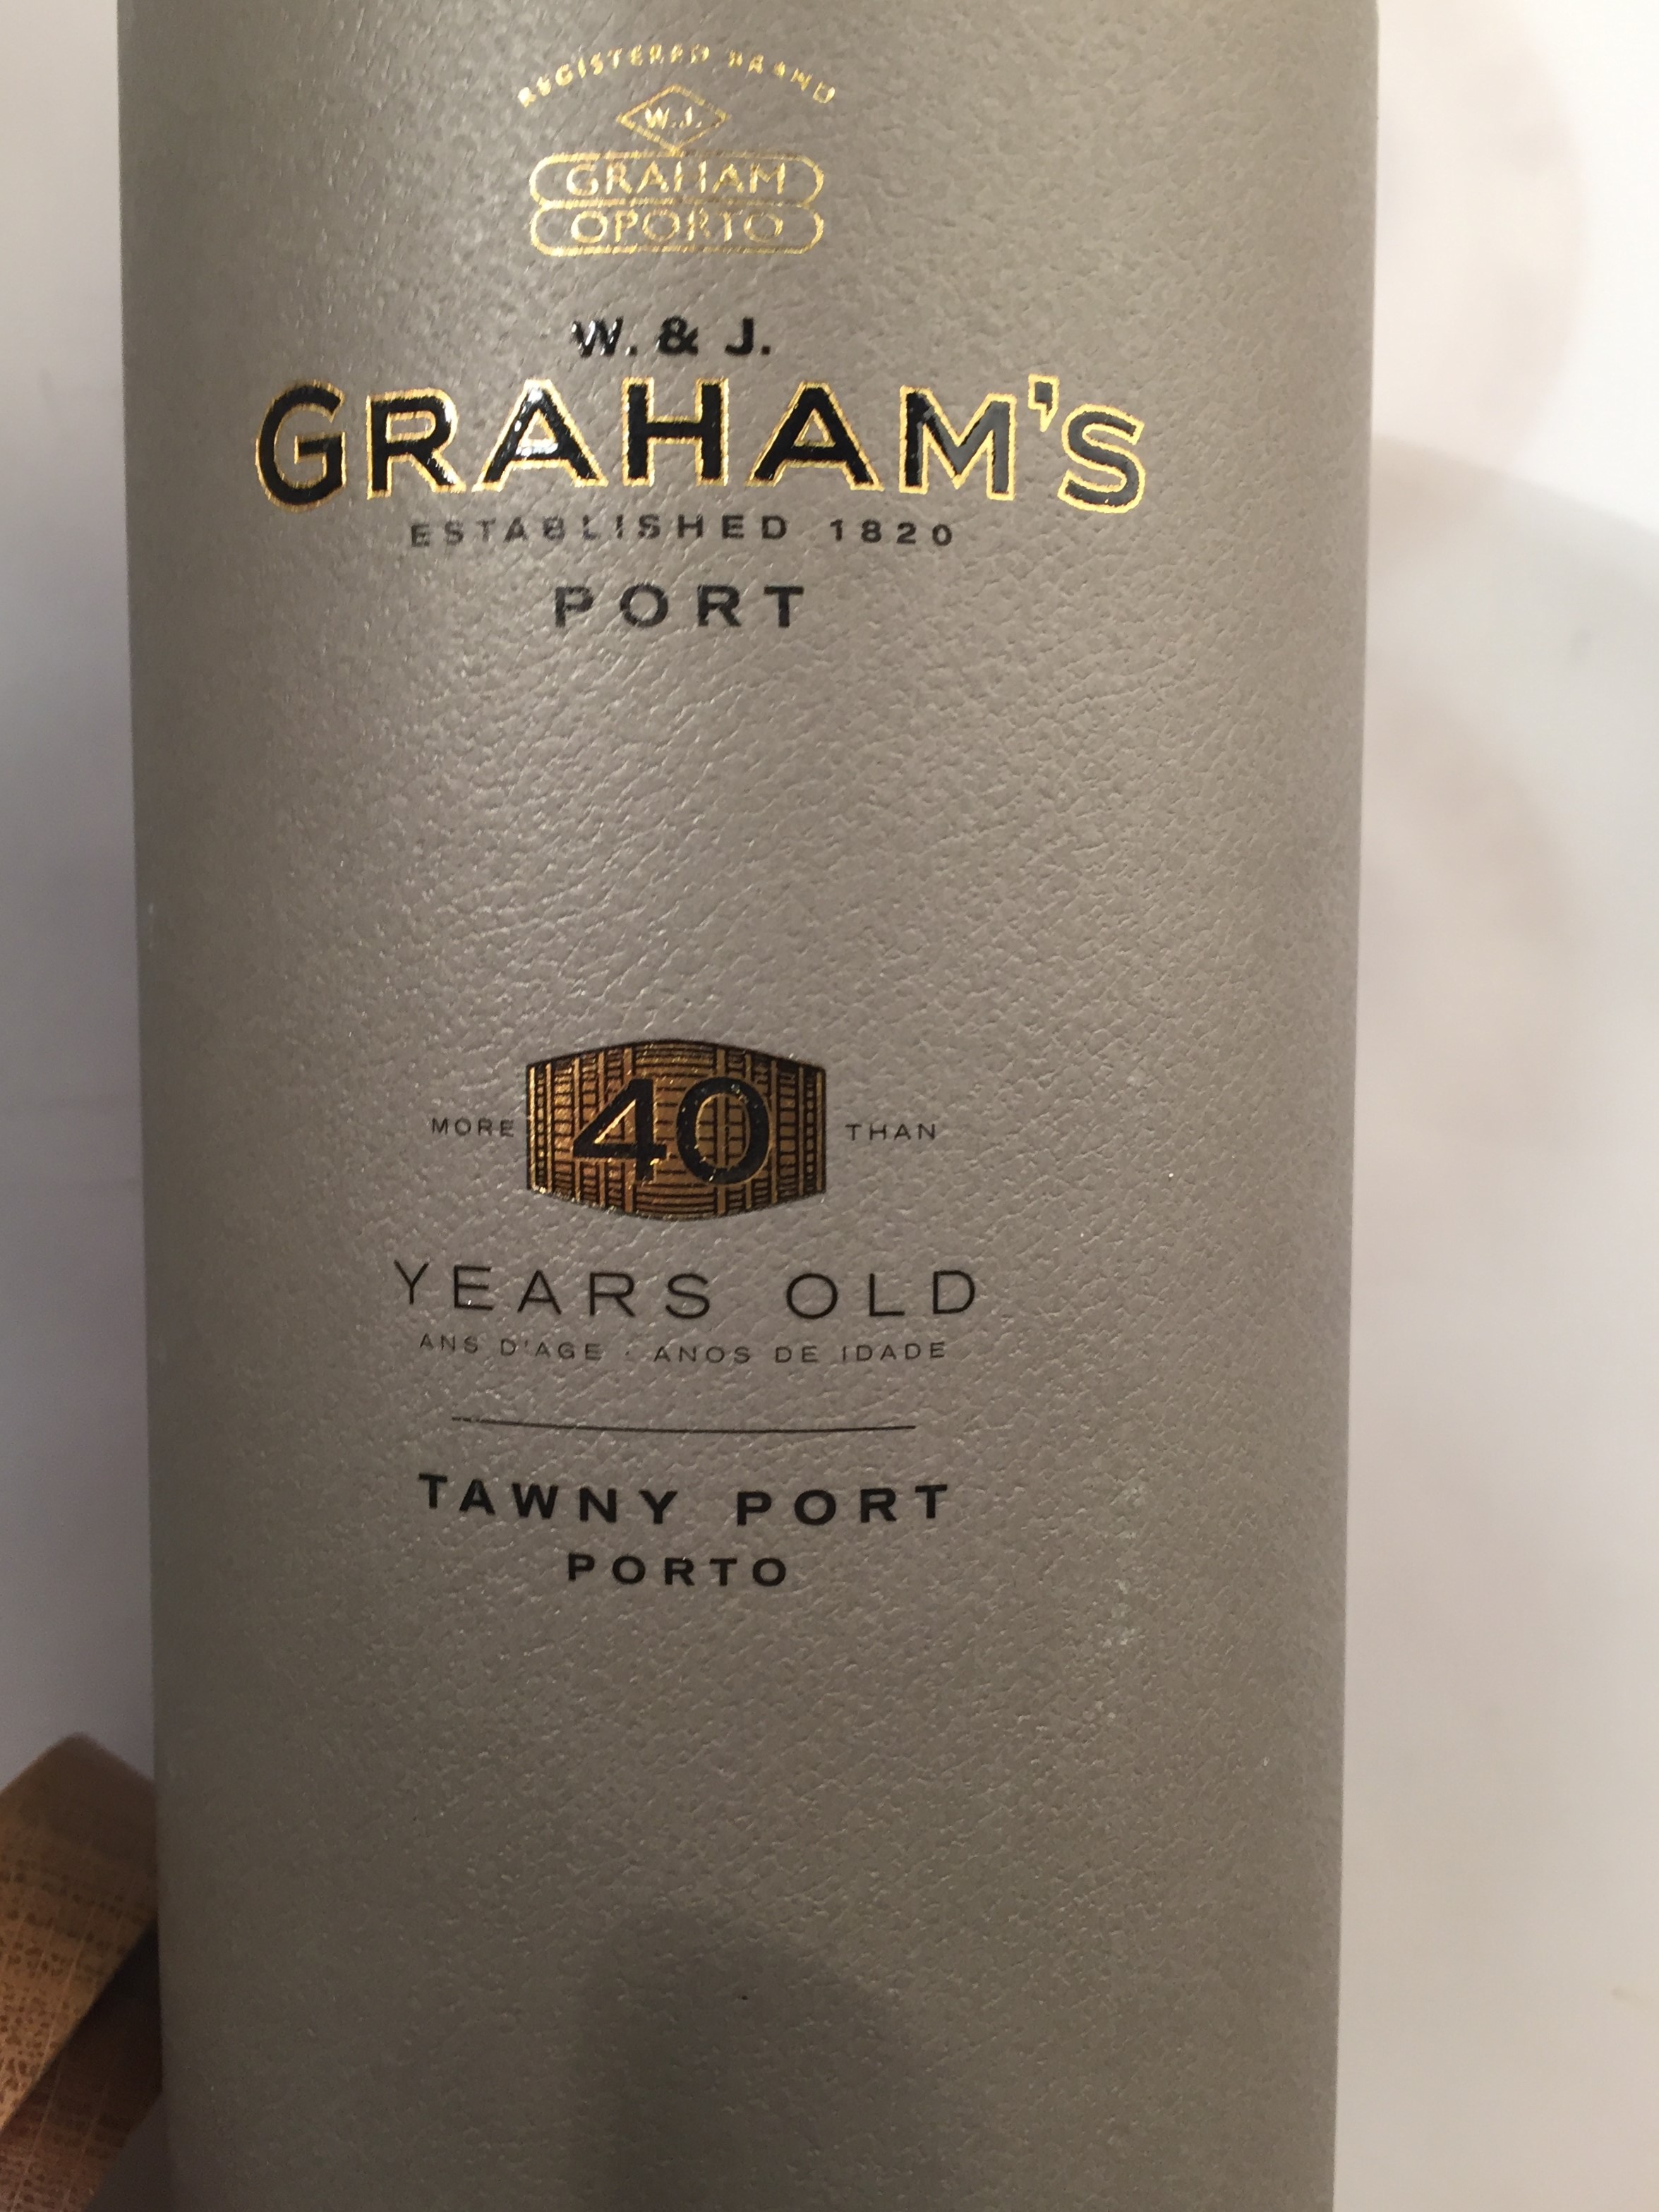 REGISTERED BRAND
W.J.
GRAHAM
OPORTO
W. & J.
GRAHAM'S
ESTABLISHED 1820
PORT
MORE 40 THAN
YEARS OLD
ANS D'AGE · ANOS DE IDADE
TAWNY PORT
PORTO